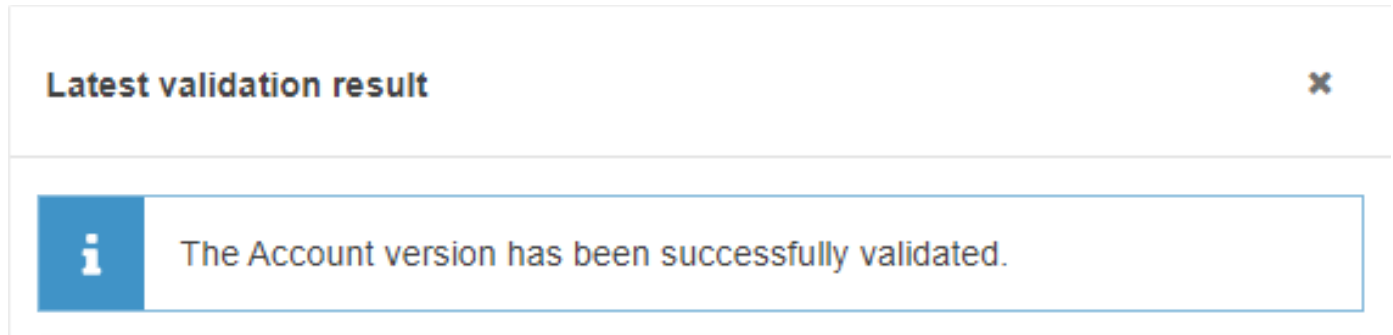 Latest validation result
The Account version has been successfully validated.